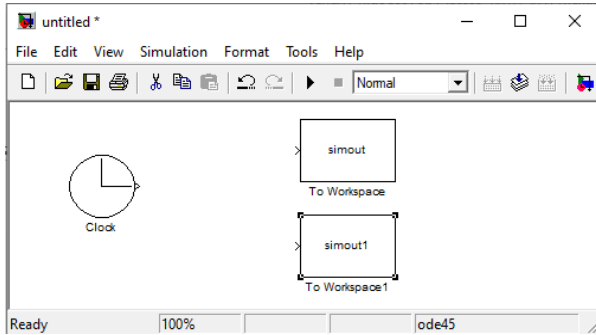 untitled *
File Edit View Simulation Format Tools Help
Normal
simout
To Workspace
Clock
simout1
To Workspace1
Ready 100% ode45